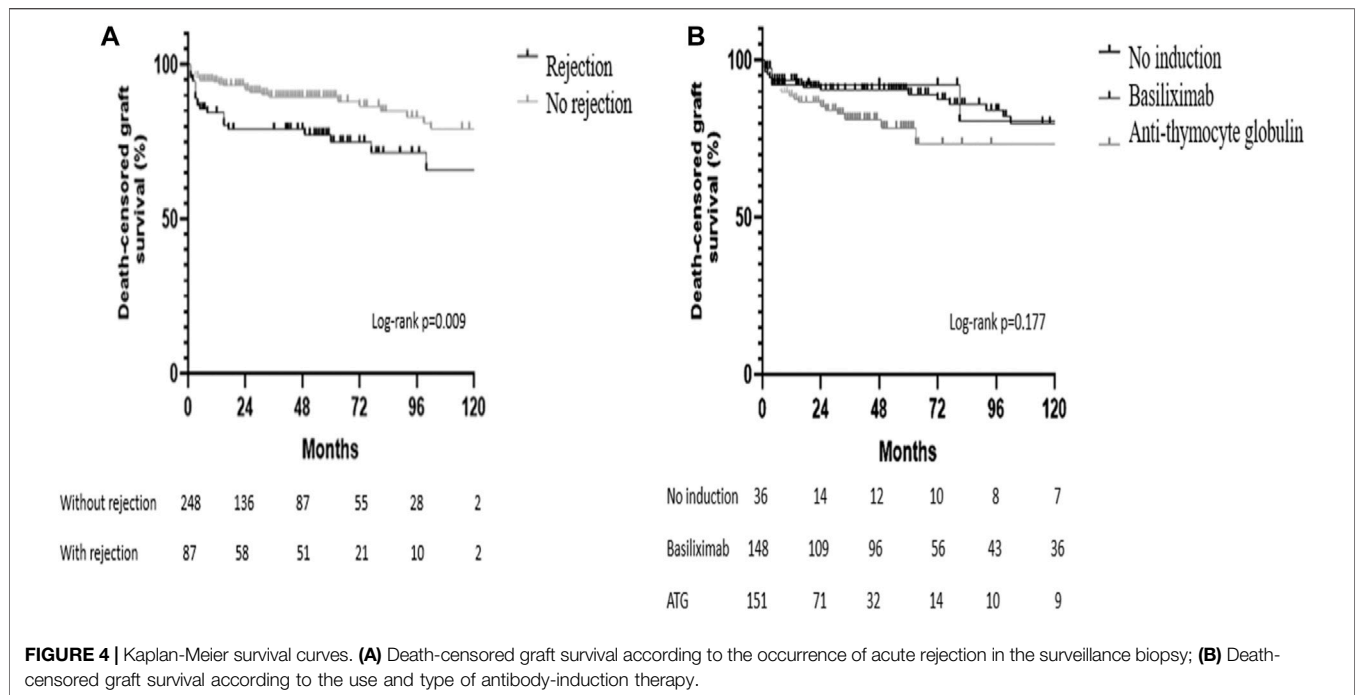 A
100
50
0
Death-censored graft
survival (%)
Rejection
No rejection
Log-rank p=0.009
0 24 48 72 96 120
Months
Without rejection 248 136 87 55 28 2
With rejection 87 58 51 21 10 2
B
100
50
0
Death-censored graft
survival (%)
No induction
Basiliximab
Anti-thymocyte globulin
Log-rank p=0.177
0 24 48 72 96 120
Months
No induction 36 14 12 10 8 7
Basiliximab 148 109 96 56 43 36
ATG 151 71 32 14 10 9
FIGURE 4 | Kaplan-Meier survival curves. (A) Death-censored graft survival according to the occurrence of acute rejection in the surveillance biopsy; (B) Death-
censored graft survival according to the use and type of antibody-induction therapy.